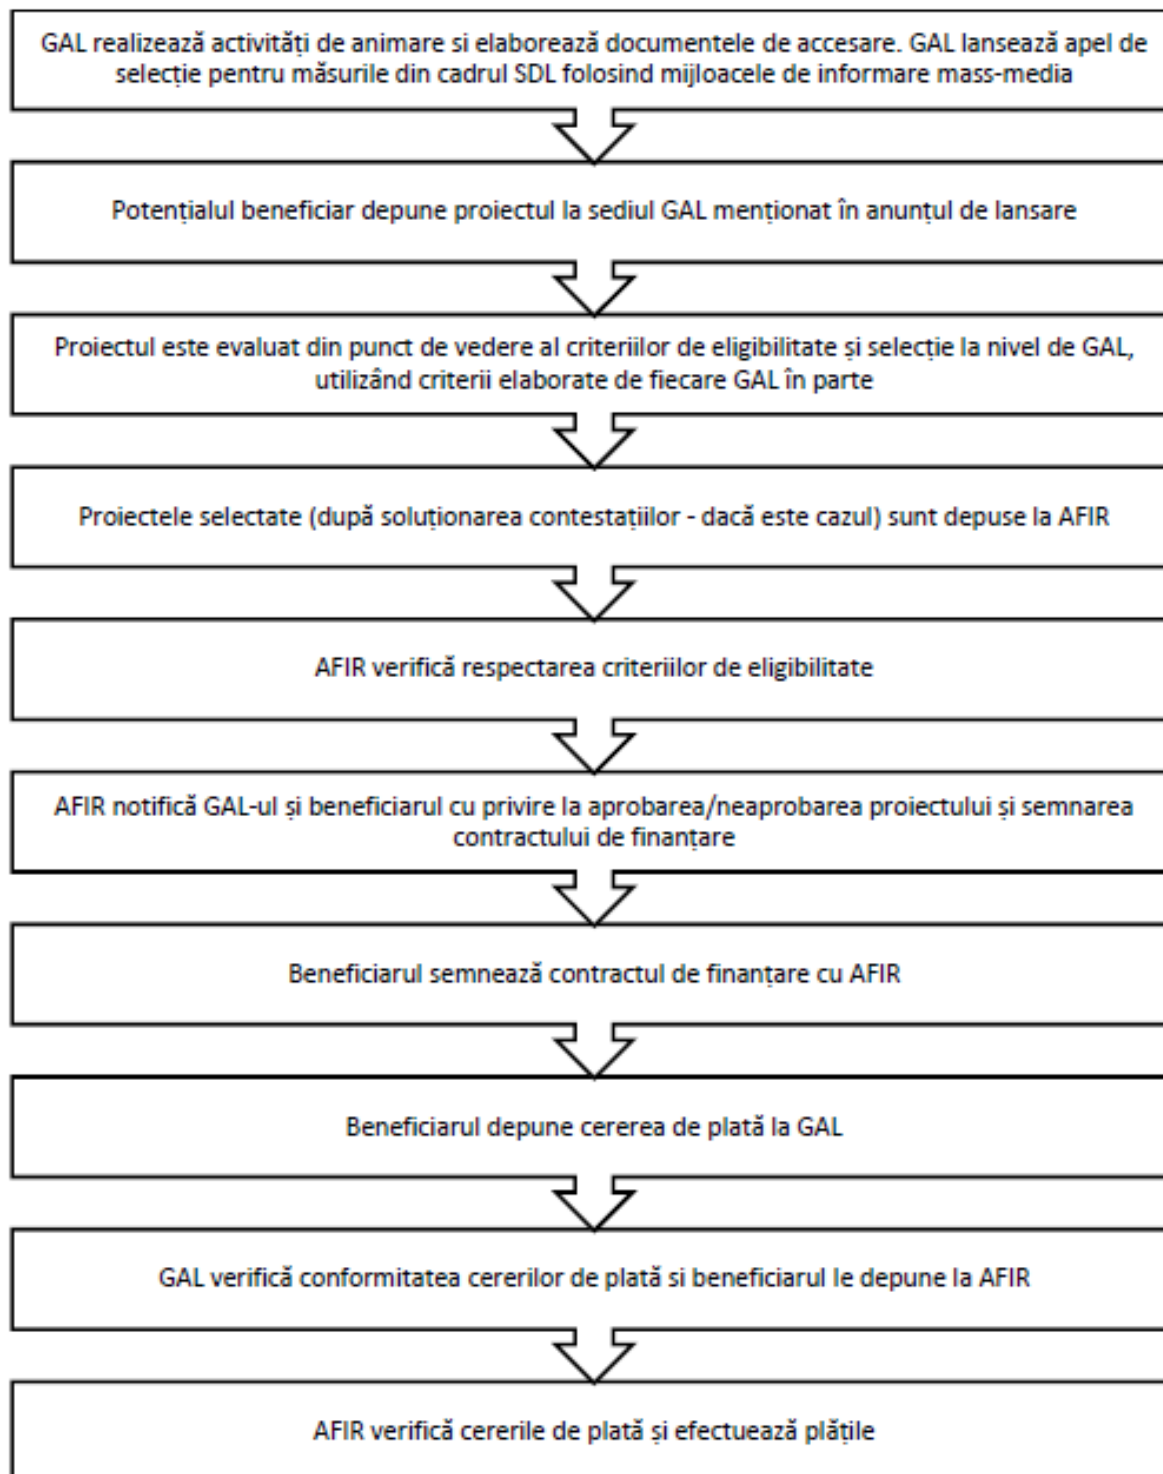 GAL realizează activități de animare si elaborează documentele de accesare. GAL lansează apel de
selecție pentru măsurile din cadrul SDL folosind mijloacele de informare mass-media
Potențialul beneficiar depune proiectul la sediul GAL menționat în anunțul de lansare
Proiectul este evaluat din punct de vedere al criteriilor de eligibilitate și selecție la nivel de GAL,
utilizând criterii elaborate de fiecare GAL în parte
Proiectele selectate (după soluționarea contestațiilor - dacă este cazul) sunt depuse la AFIR
AFIR verifică respectarea criteriilor de eligibilitate
AFIR notifică GAL-ul și beneficiarul cu privire la aprobarea/neaprobarea proiectului și semnarea
contractului de finanțare
Beneficiarul semnează contractul de finanțare cu AFIR
Beneficiarul depune cererea de plată la GAL
GAL verifică conformitatea cererilor de plată si beneficiarul le depune la AFIR
AFIR verifică cererile de plată și efectuează plățile